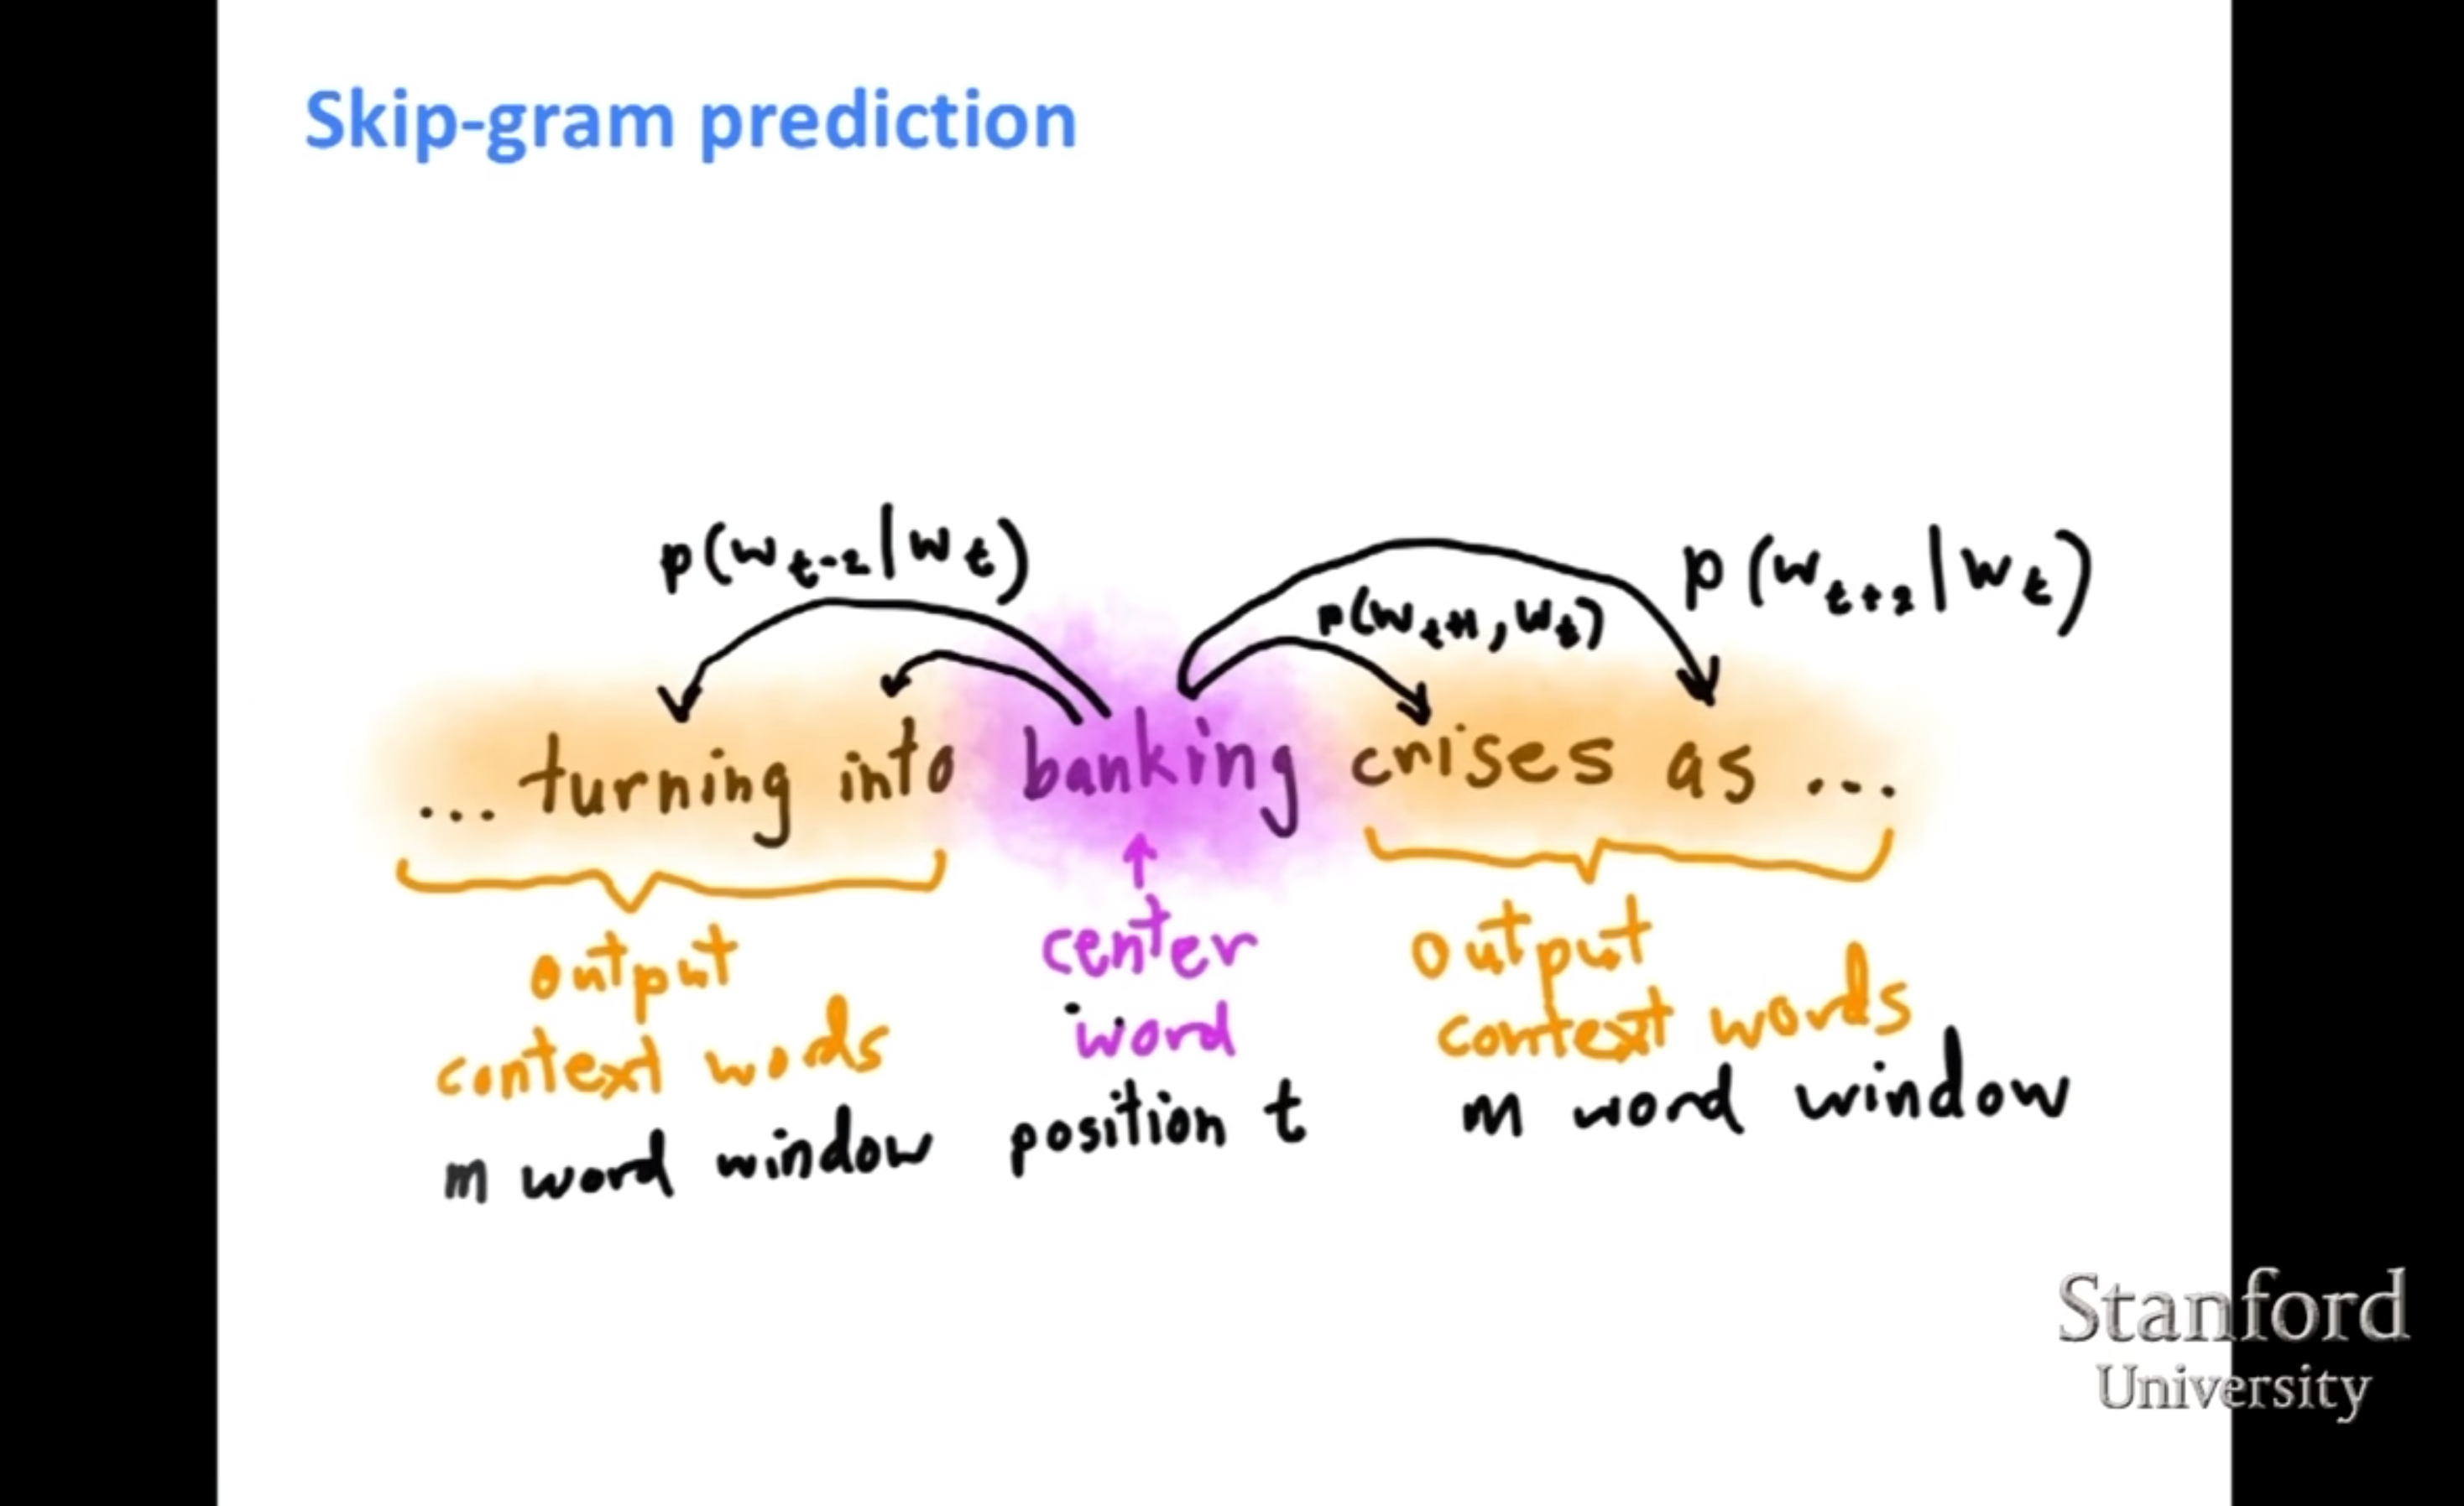 Skip-gram prediction
p(w_{t-2}|w_t)
p(w_{t+1}, w_t)
p(w_{t+2}|w_t)
... turning into banking crises as ...
output
context wods
m word window
center
word
position t
output
context words
m word window
Stanford
University